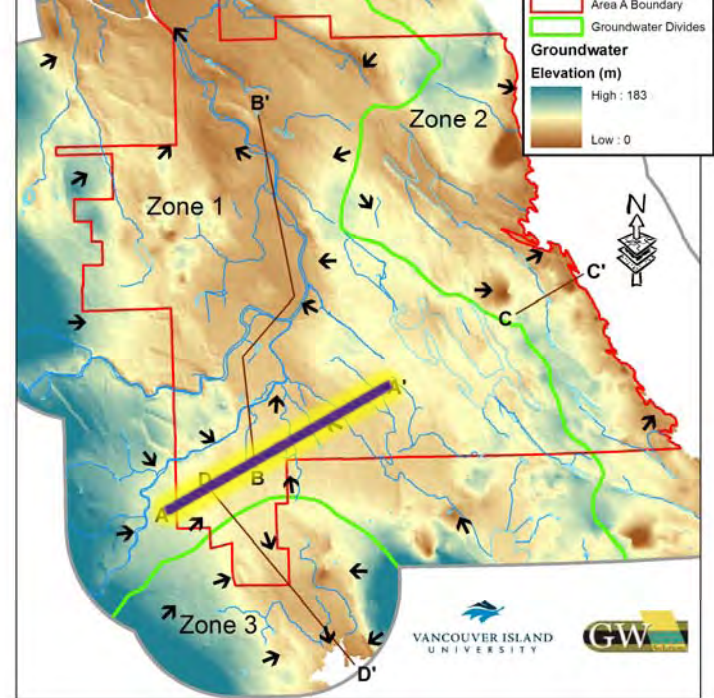 Area A Boundary
Groundwater Divides
Groundwater
Elevation (m)
High : 183
Low : 0
B'
Zone 2
Zone 1
N
C'
C
A'
D
B
A
Zone 3
D'
VANCOUVER ISLAND
UNIVERSITY
GW
Solutions